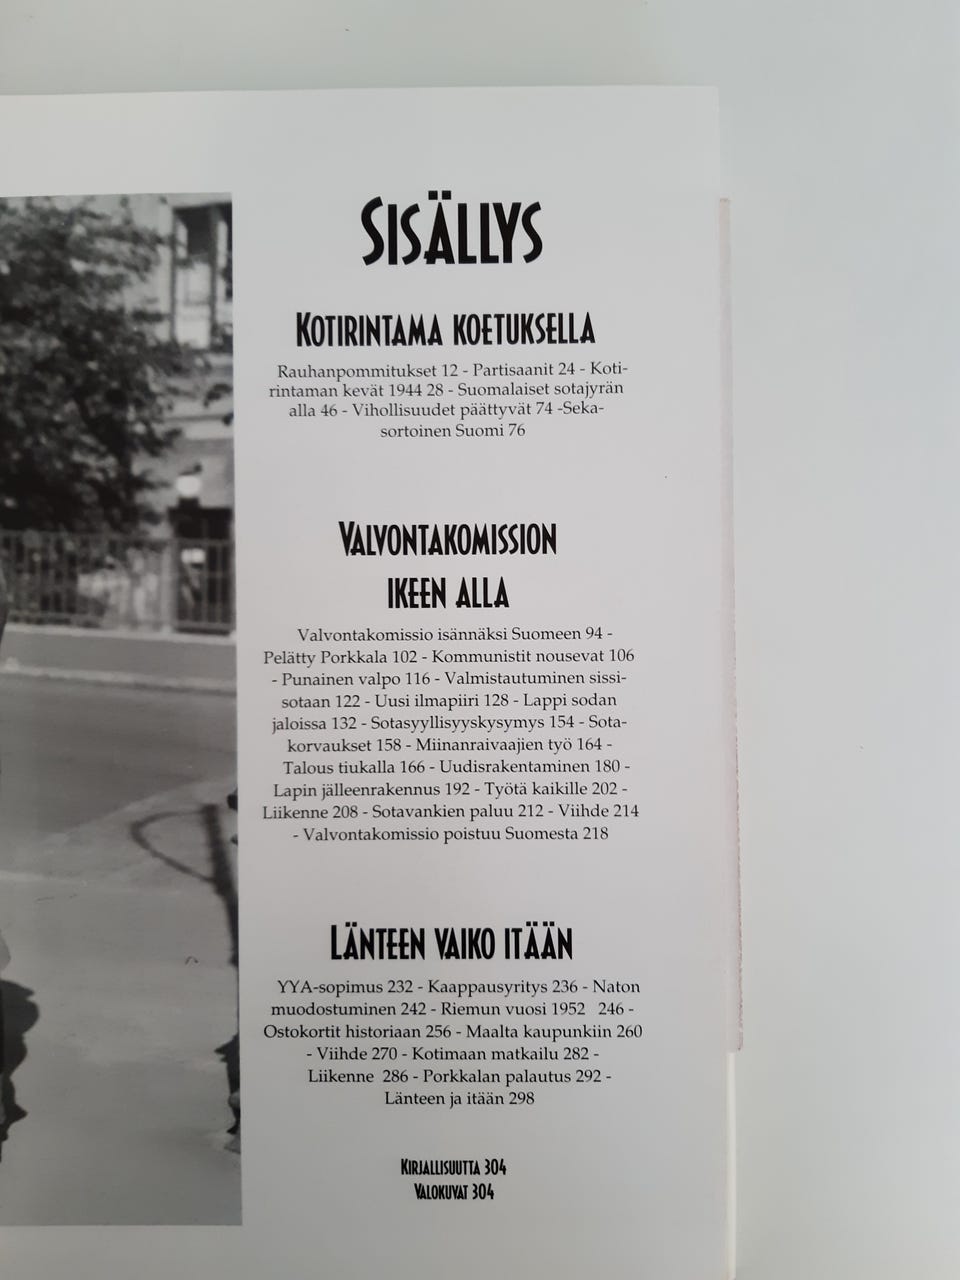 SISÄLLYS
KOTIRINTAMA KOETUKSELLA
Rauhanpommitukset 12 - Partisaanit 24 - Koti-
rintaman kevät 1944 28 - Suomalaiset sotajyrän
alla 46 - Vihollisuudet päättyvät 74 -Seka-
sortoinen Suomi 76
VALVONTAKOMISSION
IKEEN ALLA
Valvontakomissio isännäksi Suomeen 94 -
Pelätty Porkkala 102 - Kommunistit nousevat 106
- Punainen valpo 116 - Valmistautuminen sissi-
sotaan 122 - Uusi ilmapiiri 128 - Lappi sodan
jaloissa 132 - Sotasyyllisyyskysymys 154 - Sota-
korvaukset 158 - Miinanraivaajien työ 164 -
Talous tiukalla 166 - Uudisrakentaminen 180 -
Lapin jälleenrakennus 192 - Työtä kaikille 202 -
Liikenne 208 - Sotavankien paluu 212 - Viihde 214
- Valvontakomissio poistuu Suomesta 218
LÄNTEEN VAIKO ITÄÄN
YYA-sopimus 232 - Kaappausyritys 236 - Naton
muodostuminen 242 - Riemun vuosi 1952 246 -
Ostokortit historiaan 256 - Maalta kaupunkiin 260
- Viihde 270 - Kotimaan matkailu 282 -
Liikenne 286 - Porkkalan palautus 292 -
Länteen ja itään 298
KIRJALLISUUTTA 304
VALOKUVAT 304